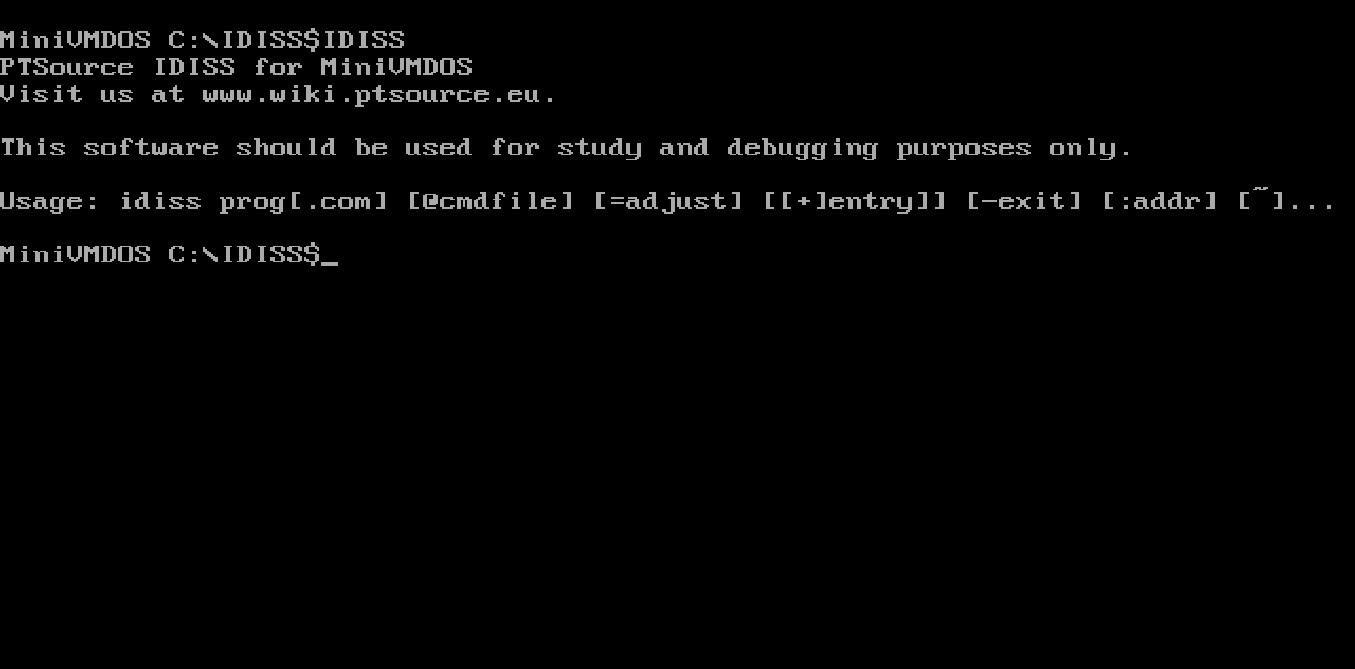 MiniVMDOS C:\IDISS$IDISS
PTSource IDISS for MiniVMDOS
Visit us at www.wiki.ptsource.eu.
This software should be used for study and debugging purposes only.
Usage: idiss prog[.com] [@cmdfile] [=adjust] [[+]entry]] [-exit] [:addr] [~]...
MiniVMDOS C:\IDISS$_